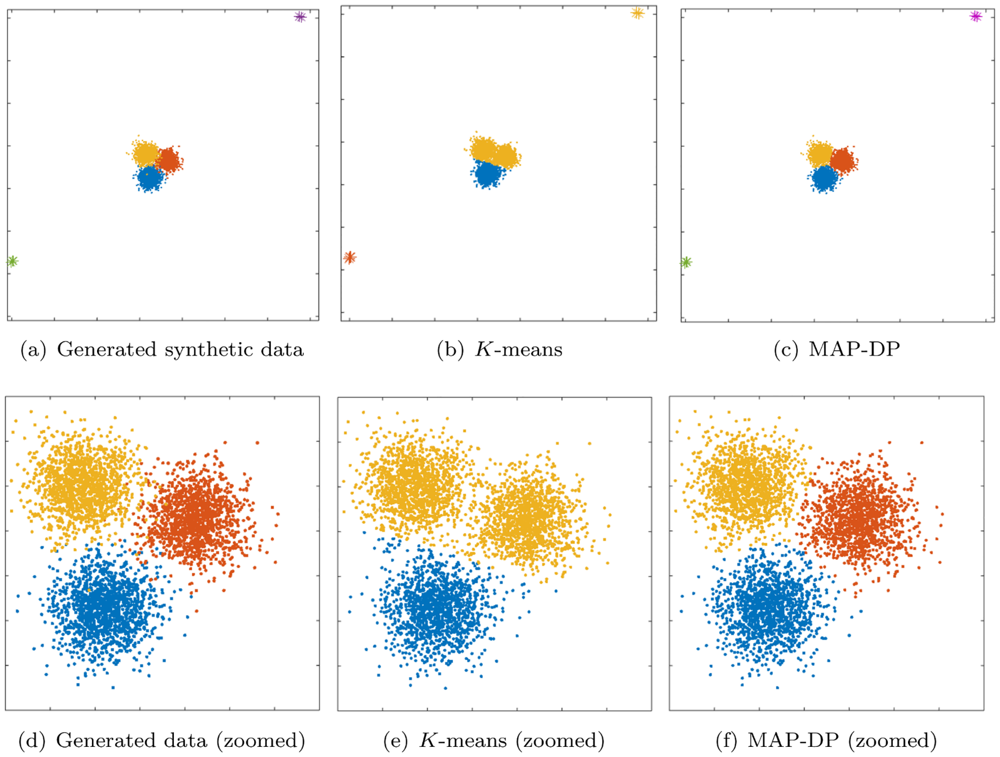 (a) Generated synthetic data
(b) K-means
(c) MAP-DP
(d) Generated data (zoomed)
(e) K-means (zoomed)
(f) MAP-DP (zoomed)